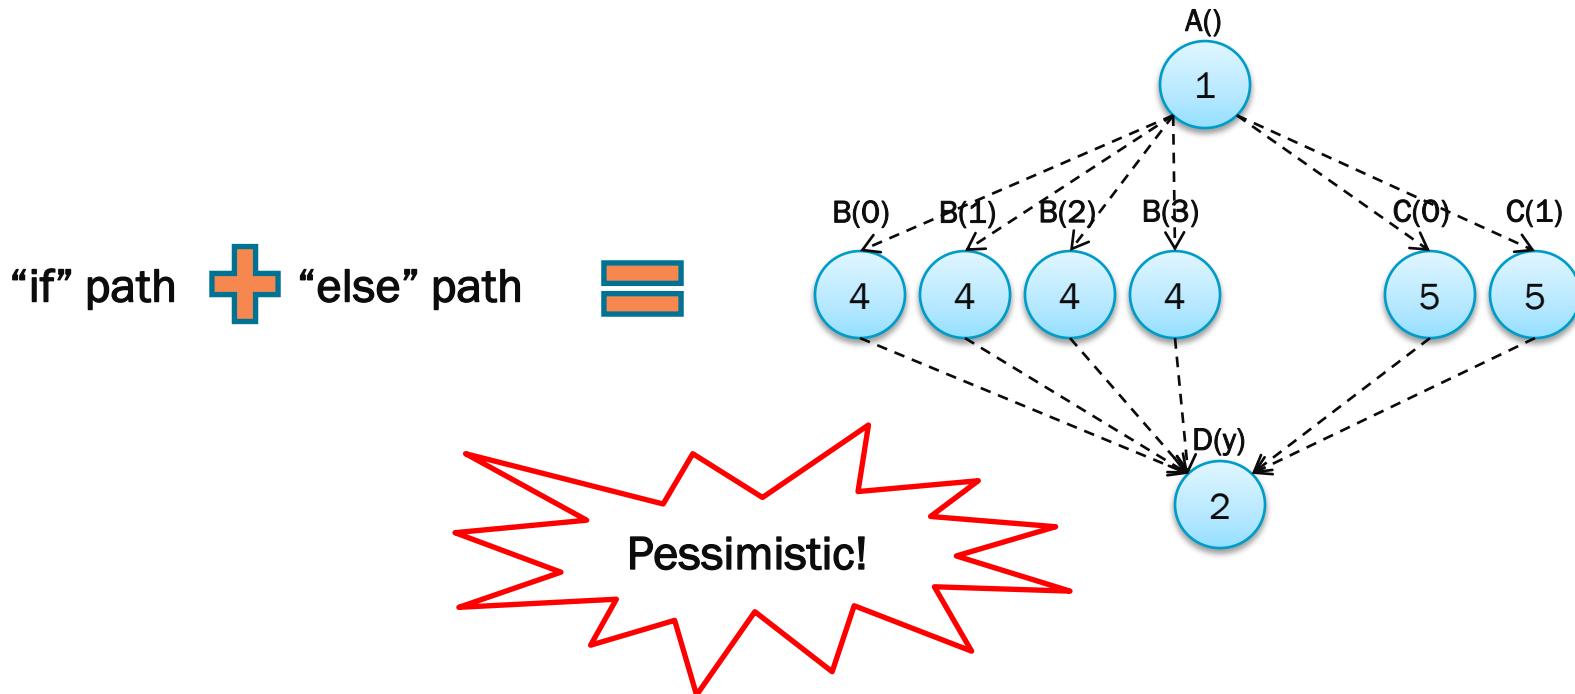 A()
1
B(0) B(1) B(2) B(3) C(0) C(1)
“if” path “else” path
4 4 4 4 5 5
D(y)
2
Pessimistic!